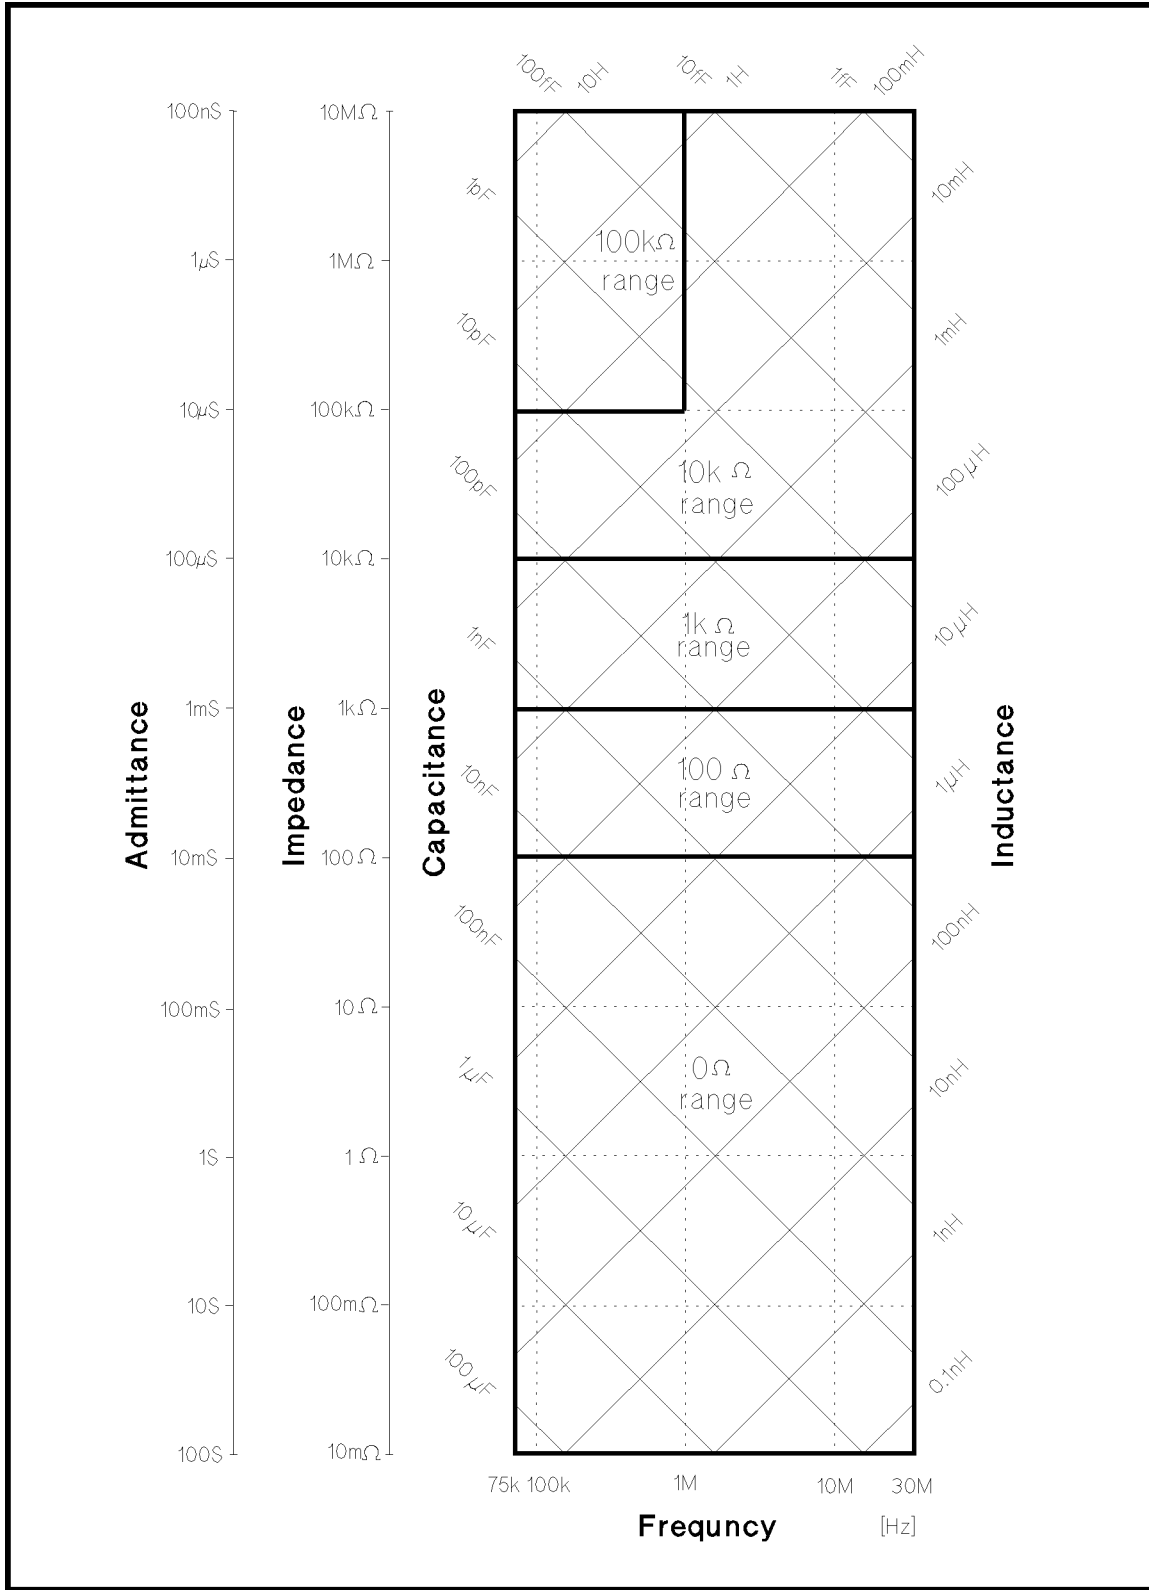 100fF
10H
10fF
1H
1fF
100mH
100nS
1μS
10μS
100μS
1mS
10mS
100mS
1S
10S
100S
Admittance
10MΩ
1MΩ
100kΩ
10kΩ
1kΩ
100Ω
10Ω
1Ω
100mΩ
10mΩ
Impedance
1pF
10pF
100pF
1nF
10nF
100nF
1μF
10μF
100μF
Capacitance
100kΩ
range
10k Ω
range
1k Ω
range
100 Ω
range
0Ω
range
10mH
1mH
100μH
10μH
1μH
100nH
10nH
1nH
0.1nH
Inductance
75k 100k 1M 10M 30M
Frequncy [Hz]